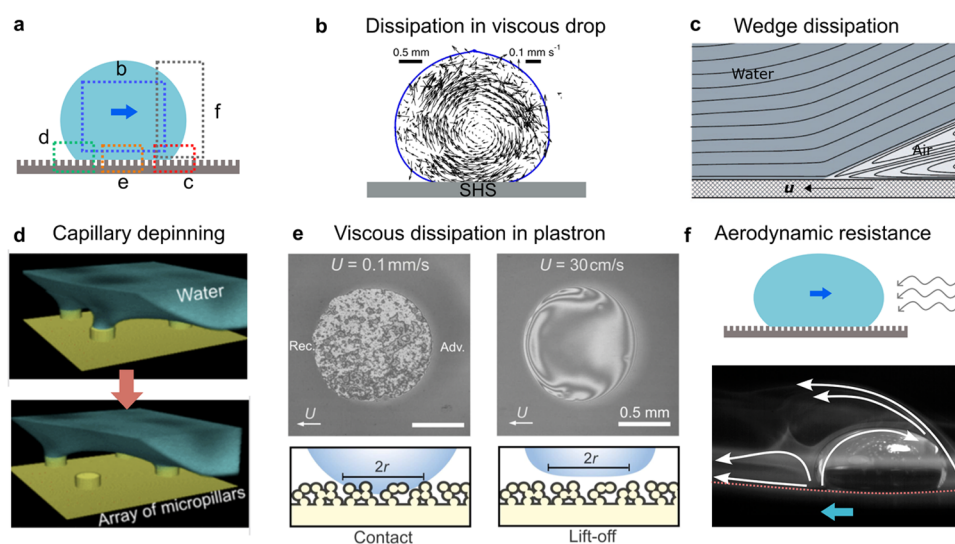 a
b
d
f
e
c
b Dissipation in viscous drop
0.5 mm
0.1 mm s⁻¹
SHS
c Wedge dissipation
Water
Air
u
d Capillary depinning
Water
Array of micropillars
e Viscous dissipation in plastron
U = 0.1 mm/s
Rec.
Adv.
U
U = 30 cm/s
U
0.5 mm
2r
Contact
2r
Lift-off
f Aerodynamic resistance